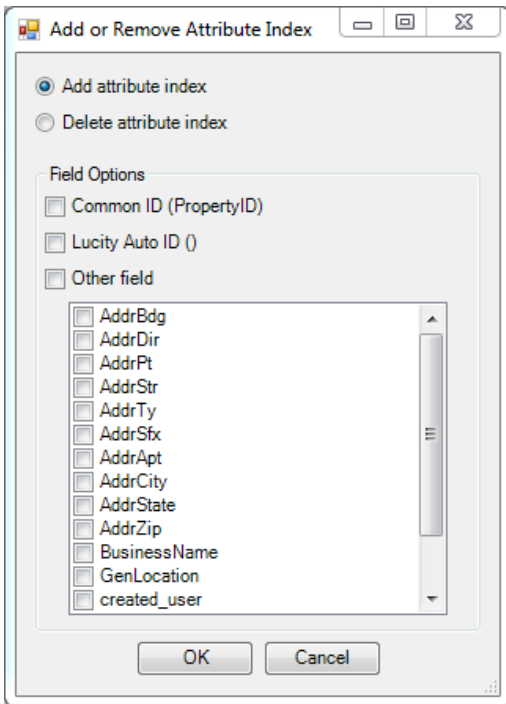 Add or Remove Attribute Index
Add attribute index
Delete attribute index
Field Options
Common ID (PropertyID)
Lucity Auto ID ()
Other field
AddrBdg
AddrDir
AddrPt
AddrStr
AddrTy
AddrSfx
AddrApt
AddrCity
AddrState
AddrZip
BusinessName
GenLocation
created_user
OK
Cancel